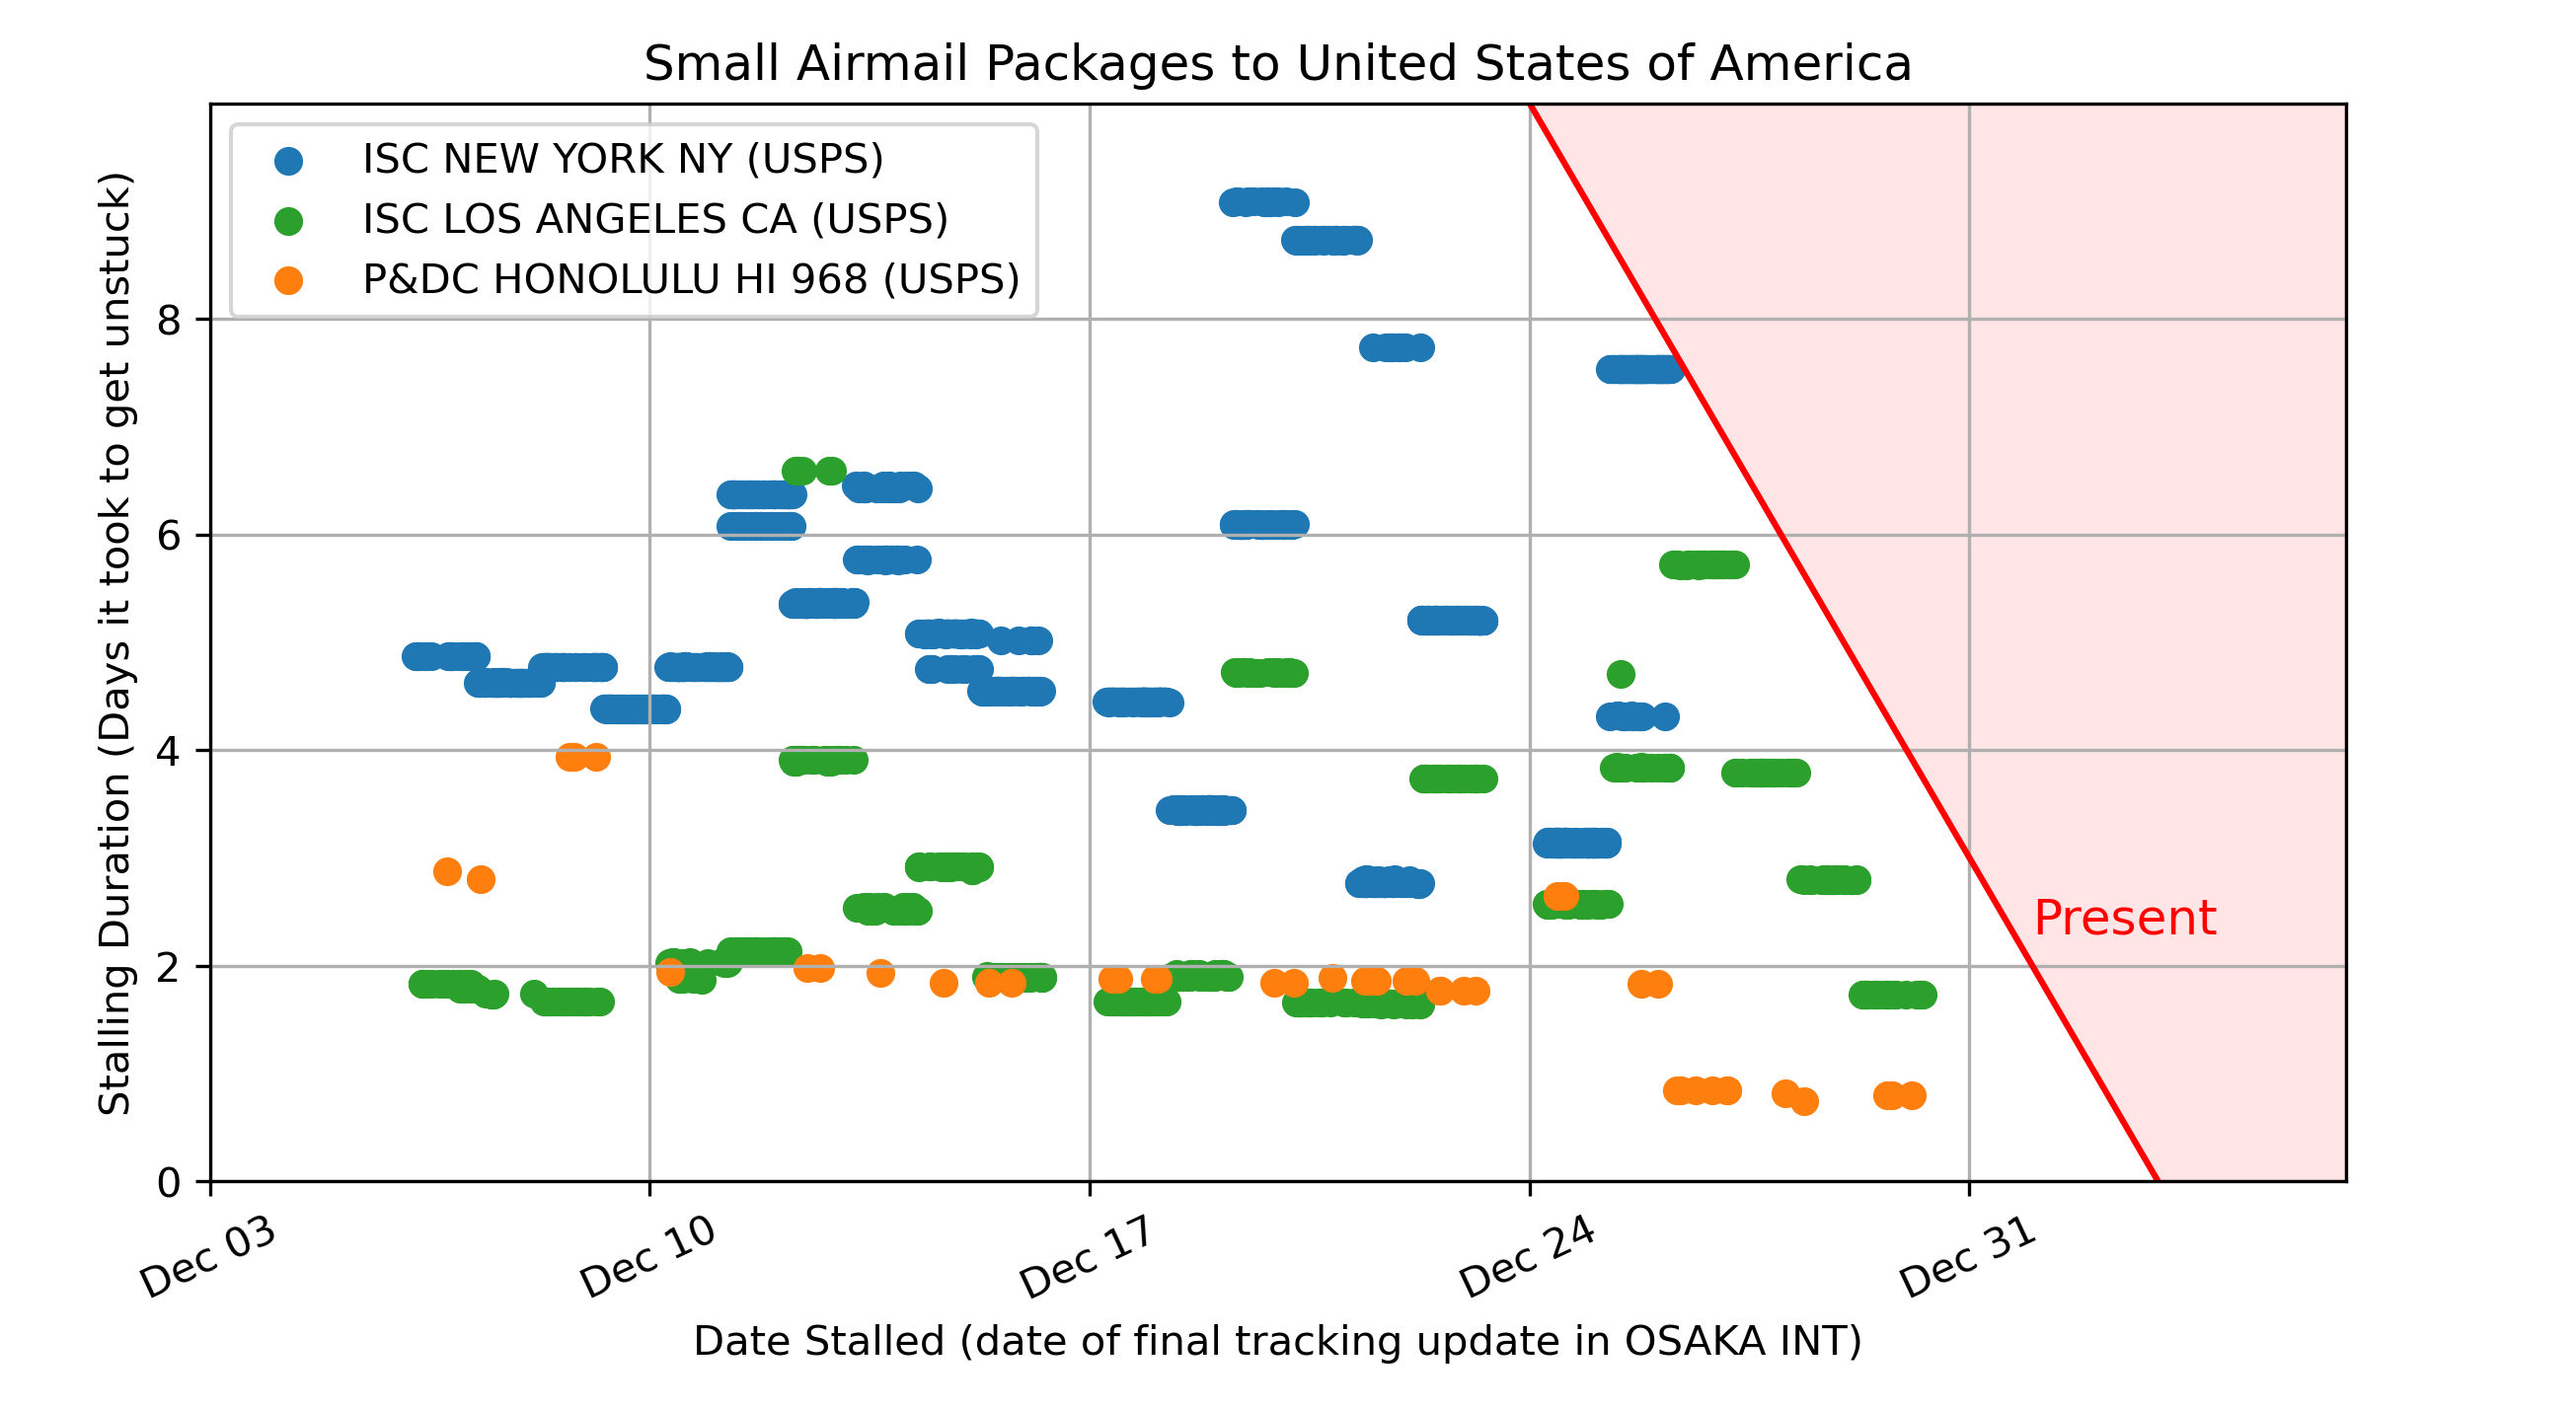 Small Airmail Packages to United States of America
ISC NEW YORK NY (USPS)
ISC LOS ANGELES CA (USPS)
P&DC HONOLULU HI 968 (USPS)
Stalling Duration (Days it took to get unstuck)
8
6
4
2
0
Present
Dec 03
Dec 10
Dec 17
Dec 24
Dec 31
Date Stalled (date of final tracking update in OSAKA INT)